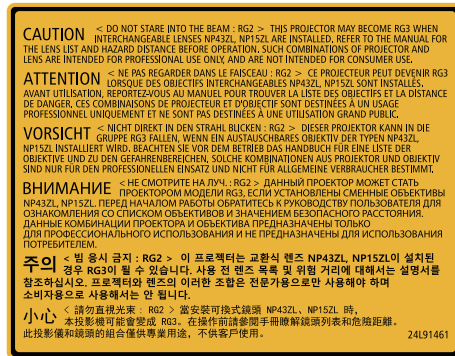 CAUTION < DO NOT STARE INTO THE BEAM : RG2 > THIS PROJECTOR MAY BECOME RG3 WHEN
INTERCHANGEABLE LENSES NP43ZL, NP15ZL ARE INSTALLED. REFER TO THE MANUAL FOR
THE LENS LIST AND HAZARD DISTANCE BEFORE OPERATION. SUCH COMBINATIONS OF PROJECTOR AND
LENS ARE INTENDED FOR PROFESSIONAL USE ONLY, AND ARE NOT INTENDED FOR CONSUMER USE.
ATTENTION < NE PAS REGARDER DANS LE FAISCEAU : RG2 > CE PROJECTEUR PEUT DEVENIR RG3
LORSQUE DES OBJECTIFS INTERCHANGEABLES NP43ZL, NP15ZL SONT INSTALLÉS.
AVANT UTILISATION, REPORTEZ-VOUS AU MANUEL POUR TROUVER LA LISTE DES OBJECTIFS ET LA DISTANCE
DE DANGER, CES COMBINAISONS DE PROJECTEUR ET D'OBJECTIF SONT DESTINÉES À UN USAGE
PROFESSIONNEL UNIQUEMENT ET NE SONT PAS DESTINÉES À UNE UTILISATION GRAND PUBLIC.
VORSICHT < NICHT DIREKT IN DEN STRAHL BLICKEN : RG2 > DIESER PROJEKTOR KANN IN DIE
GRUPPE RG3 FALLEN, WENN EIN AUSTAUSCHBARES OBJEKTIV DER TYPEN NP43ZL,
NP15ZL INSTALLIERT WIRD. BEACHTEN SIE VOR DEM BETRIEB DAS HANDBUCH FÜR EINE LISTE DER
OBJEKTIVE UND ZU DEN GEFAHRENBEREICHEN, SOLCHE KOMBINATIONEN AUS PROJEKTOR UND OBJEKTIV
SIND NUR FÜR DEN PROFESSIONELLEN EINSATZ UND NICHT FÜR ALLGEMEINE VERBRAUCHER BESTIMMT.
ВНИМАНИЕ < НЕ СМОТРИТЕ НА ЛУЧ. : RG2 > ДАННЫЙ ПРОЕКТОР МОЖЕТ СТАТЬ
ПРОЕКТОРОМ МОДЕЛИ RG3, ЕСЛИ УСТАНОВЛЕНЫ СМЕННЫЕ ОБЪЕКТИВЫ
NP43ZL, NP15ZL. ПЕРЕД НАЧАЛОМ РАБОТЫ ОБРАТИТЕСЬ К РУКОВОДСТВУ ПОЛЬЗОВАТЕЛЯ ДЛЯ
ОЗНАКОМЛЕНИЯ СО СПИСКОМ ОБЪЕКТИВОВ И ЗНАЧЕНИЕМ БЕЗОПАСНОГО РАССТОЯНИЯ.
ДАННЫЕ КОМБИНАЦИИ ПРОЕКТОРА И ОБЪЕКТИВА ПРЕДНАЗНАЧЕНЫ ТОЛЬКО
ДЛЯ ПРОФЕССИОНАЛЬНОГО ИСПОЛЬЗОВАНИЯ И НЕ ПРЕДНАЗНАЧЕНЫ ДЛЯ ИСПОЛЬЗОВАНИЯ
ПОТРЕБИТЕЛЕМ.
주의 < 빔 응시 금지 : RG2 > 이 프로젝터는 교환식 렌즈 NP43ZL, NP15ZL이 설치된
경우 RG3이 될 수 있습니다. 사용 전 렌즈 목록 및 위험 거리에 대해서는 설명서를
참조하십시오. 프로젝터와 렌즈의 이러한 조합은 전문가용으로만 사용해야 하며
소비자용으로 사용해서는 안 됩니다.
小心 < 請勿直視光束 : RG2 > 當安裝可換式鏡頭 NP43ZL、NP15ZL 時，
本投影機可能會變成 RG3。在操作前請參閱手冊瞭解鏡頭列表和危險距離。
此投影儀和鏡頭的組合僅供專業用途，不供客戶使用。
24L91461